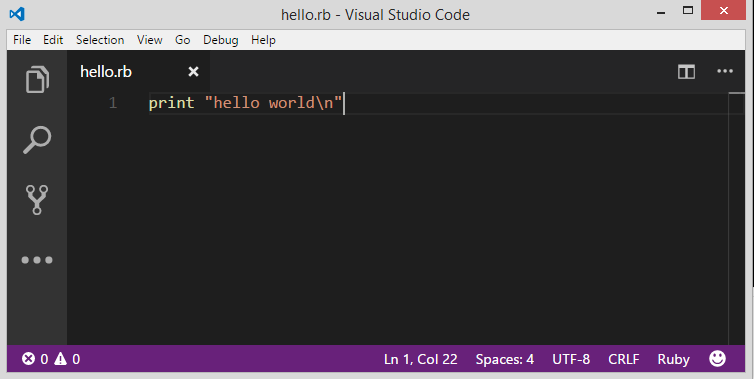 hello.rb - Visual Studio Code
File Edit Selection View Go Debug Help
hello.rb
1 print "hello world\n"
0 0 Ln 1, Col 22 Spaces: 4 UTF-8 CRLF Ruby